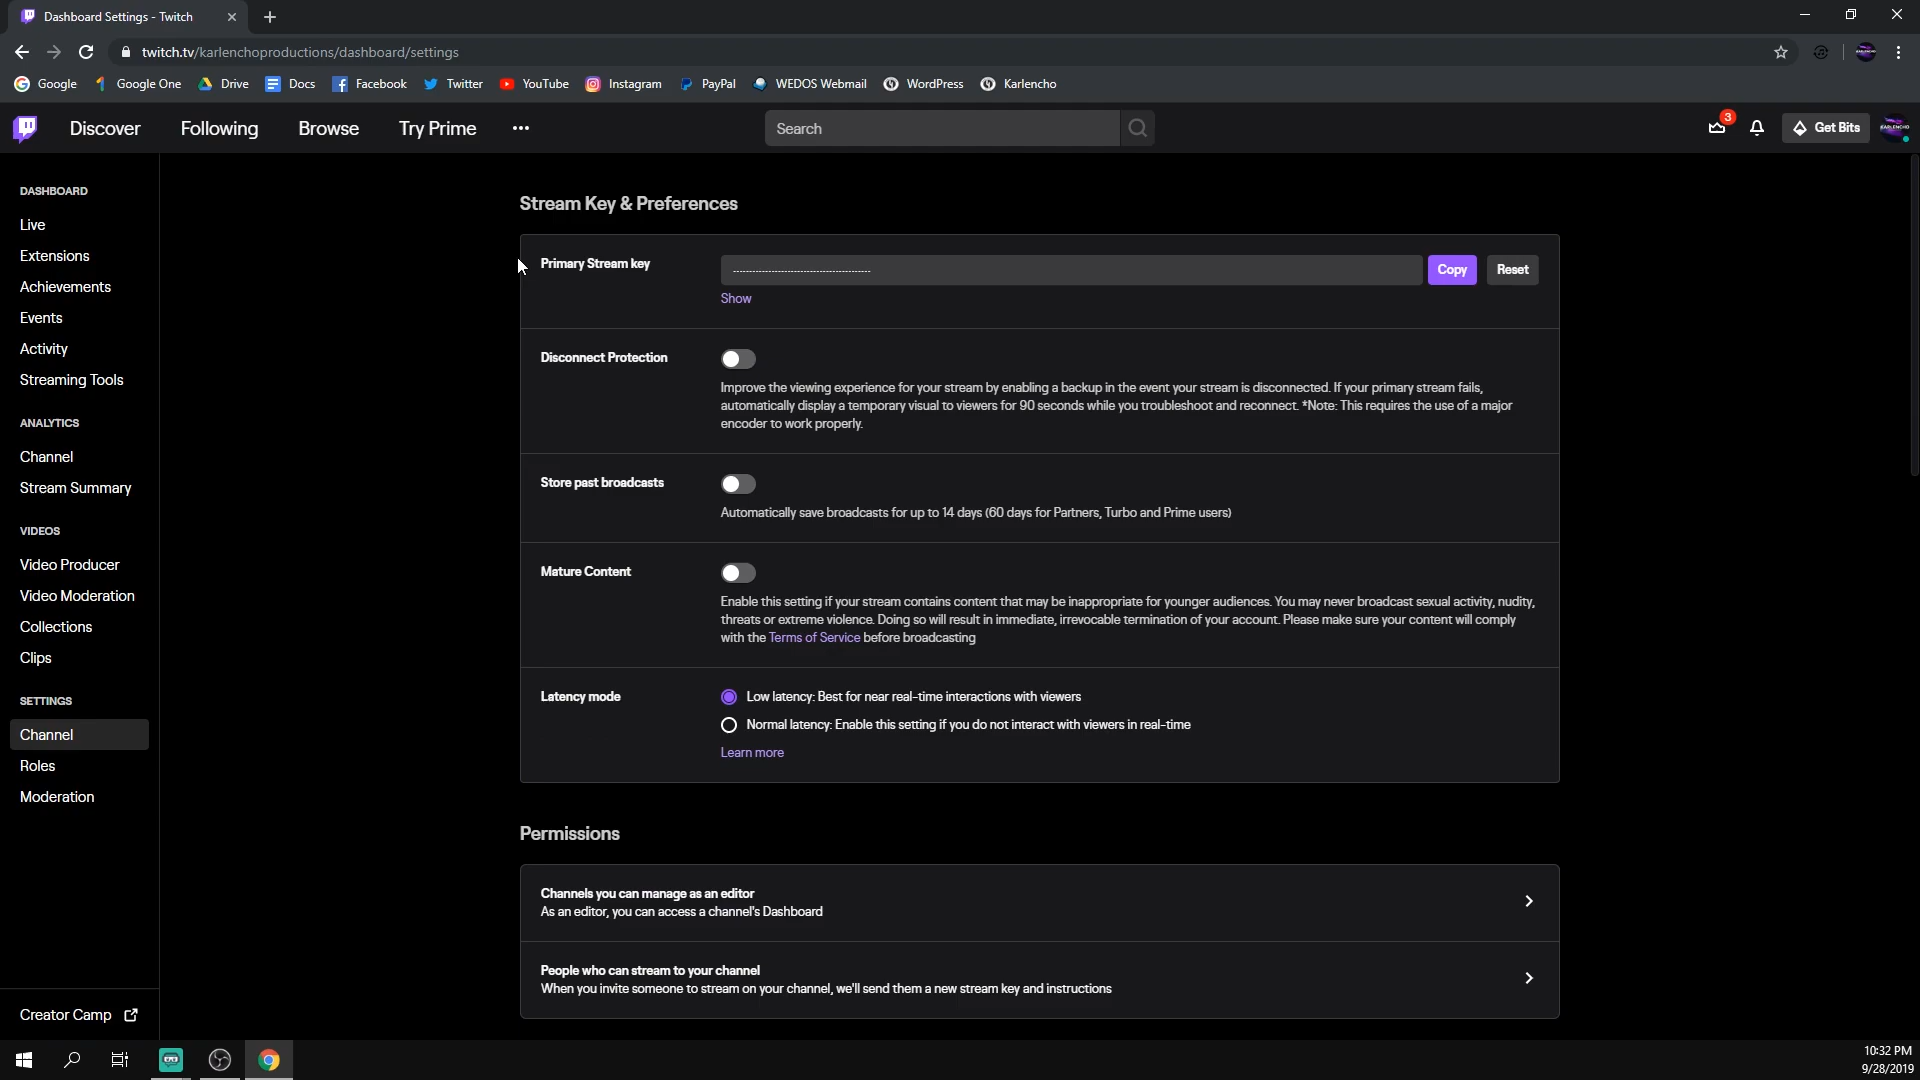 Dashboard Settings - Twitch
twitch.tv/karlenchoproductions/dashboard/settings
Google
Google One
Drive
Docs
Facebook
Twitter
YouTube
Instagram
PayPal
WEDOS Webmail
WordPress
Karlencho
Discover
Following
Browse
Try Prime
Search
3
Get Bits
DASHBOARD
Live
Extensions
Achievements
Events
Activity
Streaming Tools
ANALYTICS
Channel
Stream Summary
VIDEOS
Video Producer
Video Moderation
Collections
Clips
SETTINGS
Channel
Roles
Moderation
Creator Camp
Stream Key & Preferences
Primary Stream key
Copy
Reset
Show
Disconnect Protection
Improve the viewing experience for your stream by enabling a backup in the event your stream is disconnected. If your primary stream fails,
automatically display a temporary visual to viewers for 90 seconds while you troubleshoot and reconnect. *Note: This requires the use of a major
encoder to work properly.
Store past broadcasts
Automatically save broadcasts for up to 14 days (60 days for Partners, Turbo and Prime users)
Mature Content
Enable this setting if your stream contains content that may be inappropriate for younger audiences. You may never broadcast sexual activity, nudity,
threats or extreme violence. Doing so will result in immediate, irrevocable termination of your account. Please make sure your content will comply
with the Terms of Service before broadcasting
Latency mode
Low latency: Best for near real-time interactions with viewers
Normal latency: Enable this setting if you do not interact with viewers in real-time
Learn more
Permissions
Channels you can manage as an editor
As an editor, you can access a channel's Dashboard
People who can stream to your channel
When you invite someone to stream on your channel, we'll send them a new stream key and instructions
10:32 PM
9/28/2019